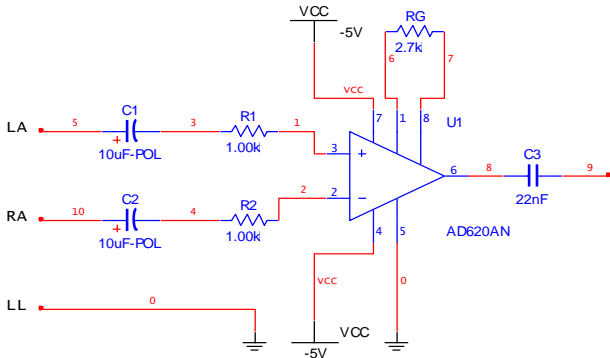 VCC
-5V
RG
2.7k
6
7
vcc
U1
7
1
8
LA
5
C1
+
10uF-POL
3
R1
1.00k
1
3
+
6
8
C3
22nF
9
RA
10
C2
+
10uF-POL
4
R2
1.00k
2
2
−
4
5
AD620AN
vcc
0
LL
0
VCC
-5V